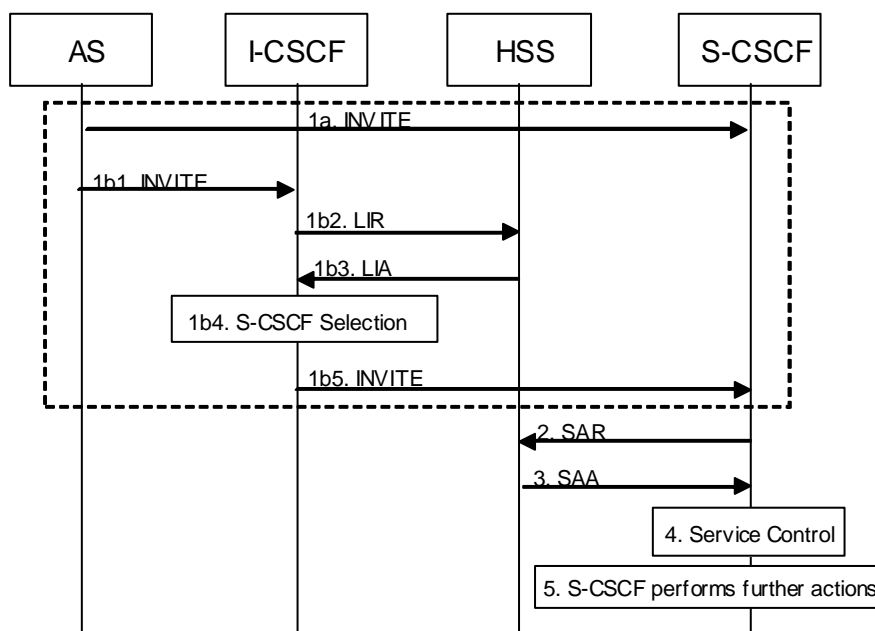 AS
I-CSCF
HSS
S-CSCF
1a. INVITE
1b1. INVITE
1b2. LIR
1b3. LIA
1b4. S-CSCF Selection
1b5. INVITE
2. SAR
3. SAA
4. Service Control
5. S-CSCF performs further actions